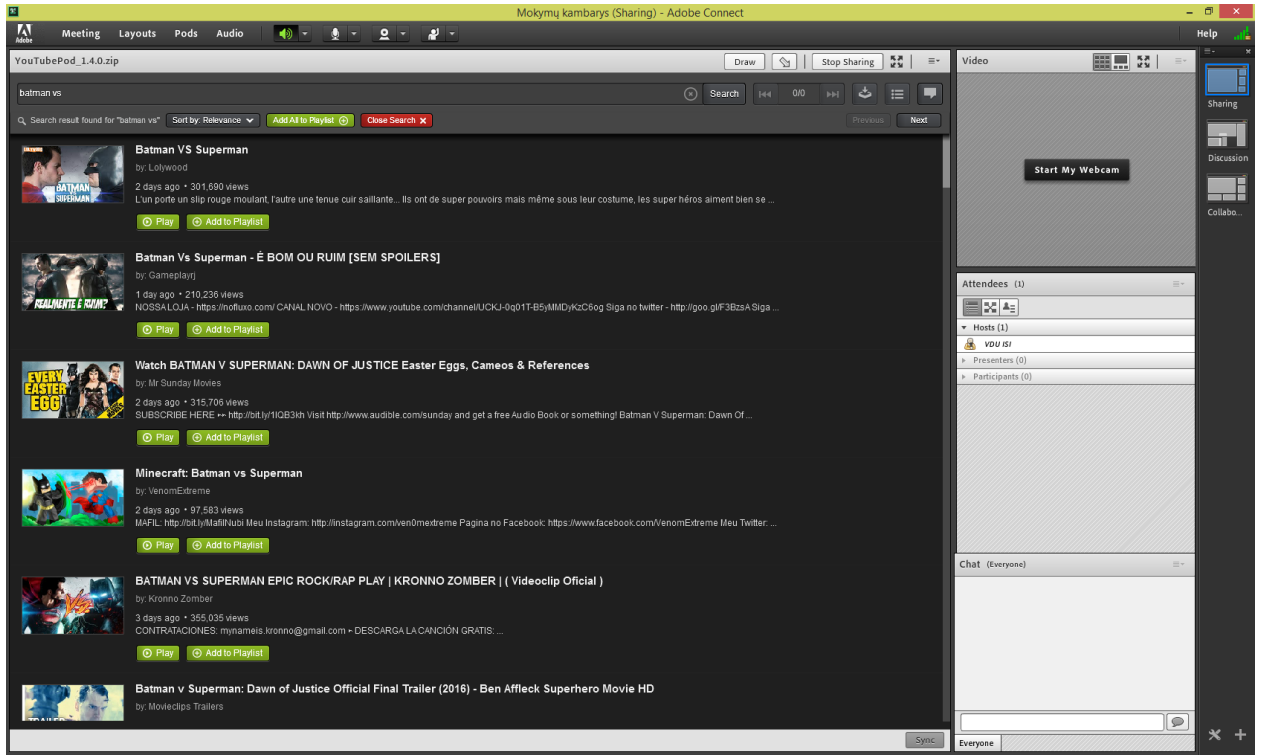 Mokymų kambarys (Sharing) - Adobe Connect
Adobe Meeting Layouts Pods Audio Help
YouTubePod_1.4.0.zip Draw Stop Sharing
batman vs Search 0/0
Search result found for "batman vs" Sort by: Relevance Add All to Playlist Close Search Previous Next
BATMAN VS SUPERMAN
Batman VS Superman
by: Lolywood
2 days ago • 301,690 views
L'un porte un slip rouge moulant, l'autre une tenue cuir saillante... Ils ont de super pouvoirs mais même sous leur costume, les super héros aiment bien se ...
Play Add to Playlist
REALMENTE É RUIM?
Batman Vs Superman - É BOM OU RUIM [SEM SPOILERS]
by: Gameplayrj
1 day ago • 210,236 views
NOSSA LOJA - https://nofluxo.com/ CANAL NOVO - https://www.youtube.com/channel/UCKJ-0q01T-B5yMMDyKzC6og Siga no twitter - http://goo.gl/F3BzsA Siga ...
Play Add to Playlist
EVERY EASTER EGG
Watch BATMAN V SUPERMAN: DAWN OF JUSTICE Easter Eggs, Cameos & References
by: Mr Sunday Movies
2 days ago • 315,706 views
SUBSCRIBE HERE ↦ http://bit.ly/1IQB3kh Visit http://www.audible.com/sunday and get a free Audio Book or something! Batman V Superman: Dawn Of ...
Play Add to Playlist
Minecraft: Batman vs Superman
by: VenomExtreme
2 days ago • 97,583 views
MAFIL: http://bit.ly/MafilNubi Meu Instagram: http://instagram.com/ven0mextreme Pagina no Facebook: https://www.facebook.com/VenomExtreme Meu Twitter: ...
Play Add to Playlist
VS
BATMAN VS SUPERMAN EPIC ROCK/RAP PLAY | KRONNO ZOMBER | ( Videoclip Oficial )
by: Kronno Zomber
3 days ago • 355,035 views
CONTRATACIONES: mynameis.kronno@gmail.com ▸ DESCARGA LA CANCIÓN GRATIS: ...
Play Add to Playlist
TRAILER
Batman v Superman: Dawn of Justice Official Final Trailer (2016) - Ben Affleck Superhero Movie HD
by: Movieclips Trailers
Sync
Video
Start My Webcam
Attendees (1)
Hosts (1)
VDU ISI
Presenters (0)
Participants (0)
Chat (Everyone)
Everyone
Sharing
Discussion
Collabo...